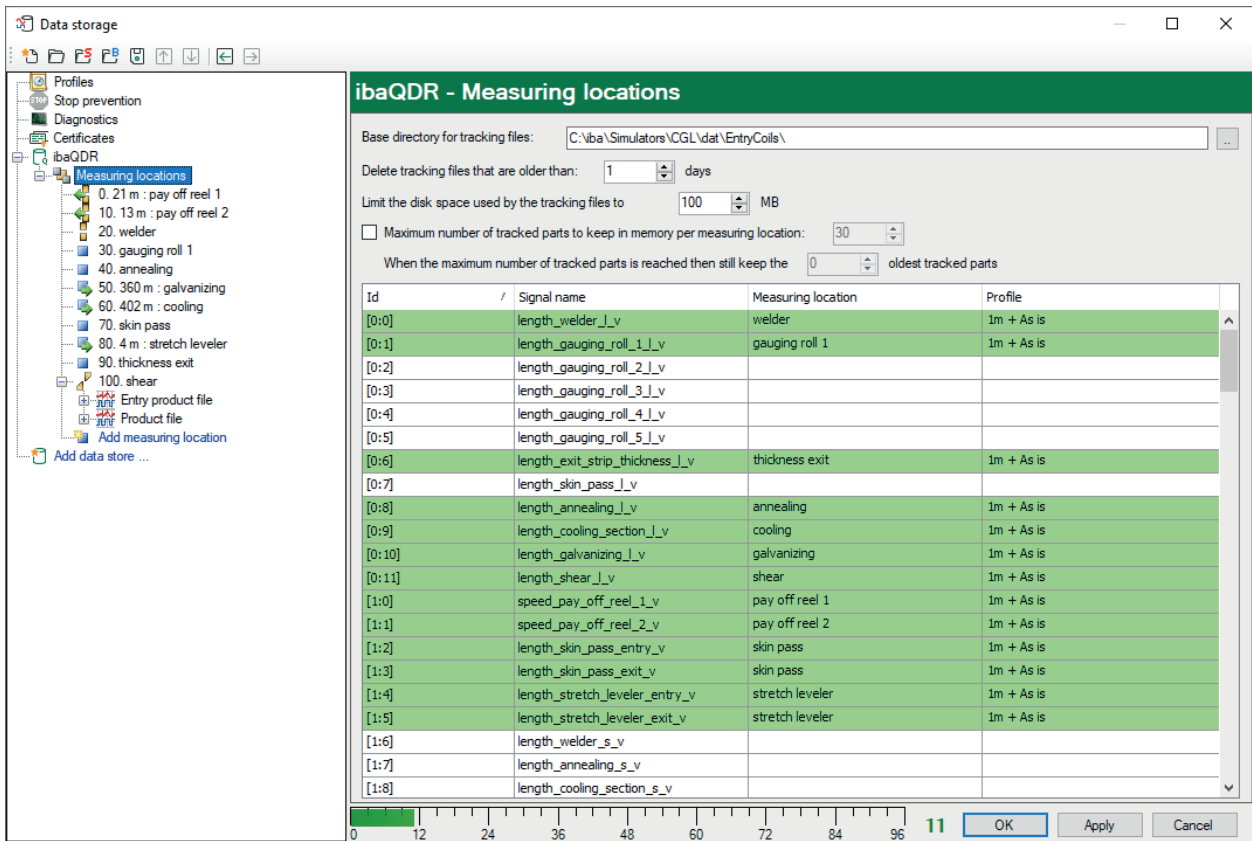 Data storage
Profiles
STOP Stop prevention
Diagnostics
Certificates
ibaQDR
Measuring locations
0. 21 m : pay off reel 1
10. 13 m : pay off reel 2
20. welder
30. gauging roll 1
40. annealing
50. 360 m : galvanizing
60. 402 m : cooling
70. skin pass
80. 4 m : stretch leveler
90. thickness exit
100. shear
Entry product file
Product file
Add measuring location
Add data store ...
ibaQDR - Measuring locations
Base directory for tracking files: C:\iba\Simulators\CGL\dat\EntryCoils\ ..
Delete tracking files that are older than: 1 days
Limit the disk space used by the tracking files to 100 MB
Maximum number of tracked parts to keep in memory per measuring location: 30
When the maximum number of tracked parts is reached then still keep the 0 oldest tracked parts
Id / Signal name Measuring location Profile
[0:0] length_welder_l_v welder 1m + As is
[0:1] length_gauging_roll_1_l_v gauging roll 1 1m + As is
[0:2] length_gauging_roll_2_l_v
[0:3] length_gauging_roll_3_l_v
[0:4] length_gauging_roll_4_l_v
[0:5] length_gauging_roll_5_l_v
[0:6] length_exit_strip_thickness_l_v thickness exit 1m + As is
[0:7] length_skin_pass_l_v
[0:8] length_annealing_l_v annealing 1m + As is
[0:9] length_cooling_section_l_v cooling 1m + As is
[0:10] length_galvanizing_l_v galvanizing 1m + As is
[0:11] length_shear_l_v shear 1m + As is
[1:0] speed_pay_off_reel_1_v pay off reel 1 1m + As is
[1:1] speed_pay_off_reel_2_v pay off reel 2 1m + As is
[1:2] length_skin_pass_entry_v skin pass 1m + As is
[1:3] length_skin_pass_exit_v skin pass 1m + As is
[1:4] length_stretch_leveler_entry_v stretch leveler 1m + As is
[1:5] length_stretch_leveler_exit_v stretch leveler 1m + As is
[1:6] length_welder_s_v
[1:7] length_annealing_s_v
[1:8] length_cooling_section_s_v
0 12 24 36 48 60 72 84 96 11 OK Apply Cancel